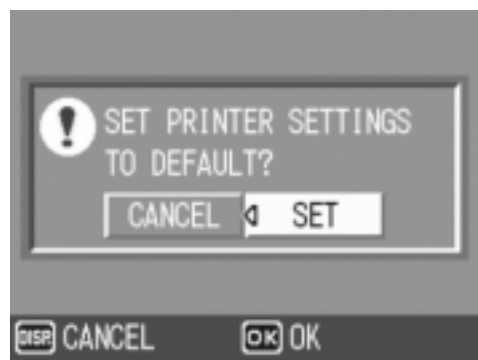 SET PRINTER SETTINGS
TO DEFAULT?
CANCEL SET
DISP. CANCEL OK OK